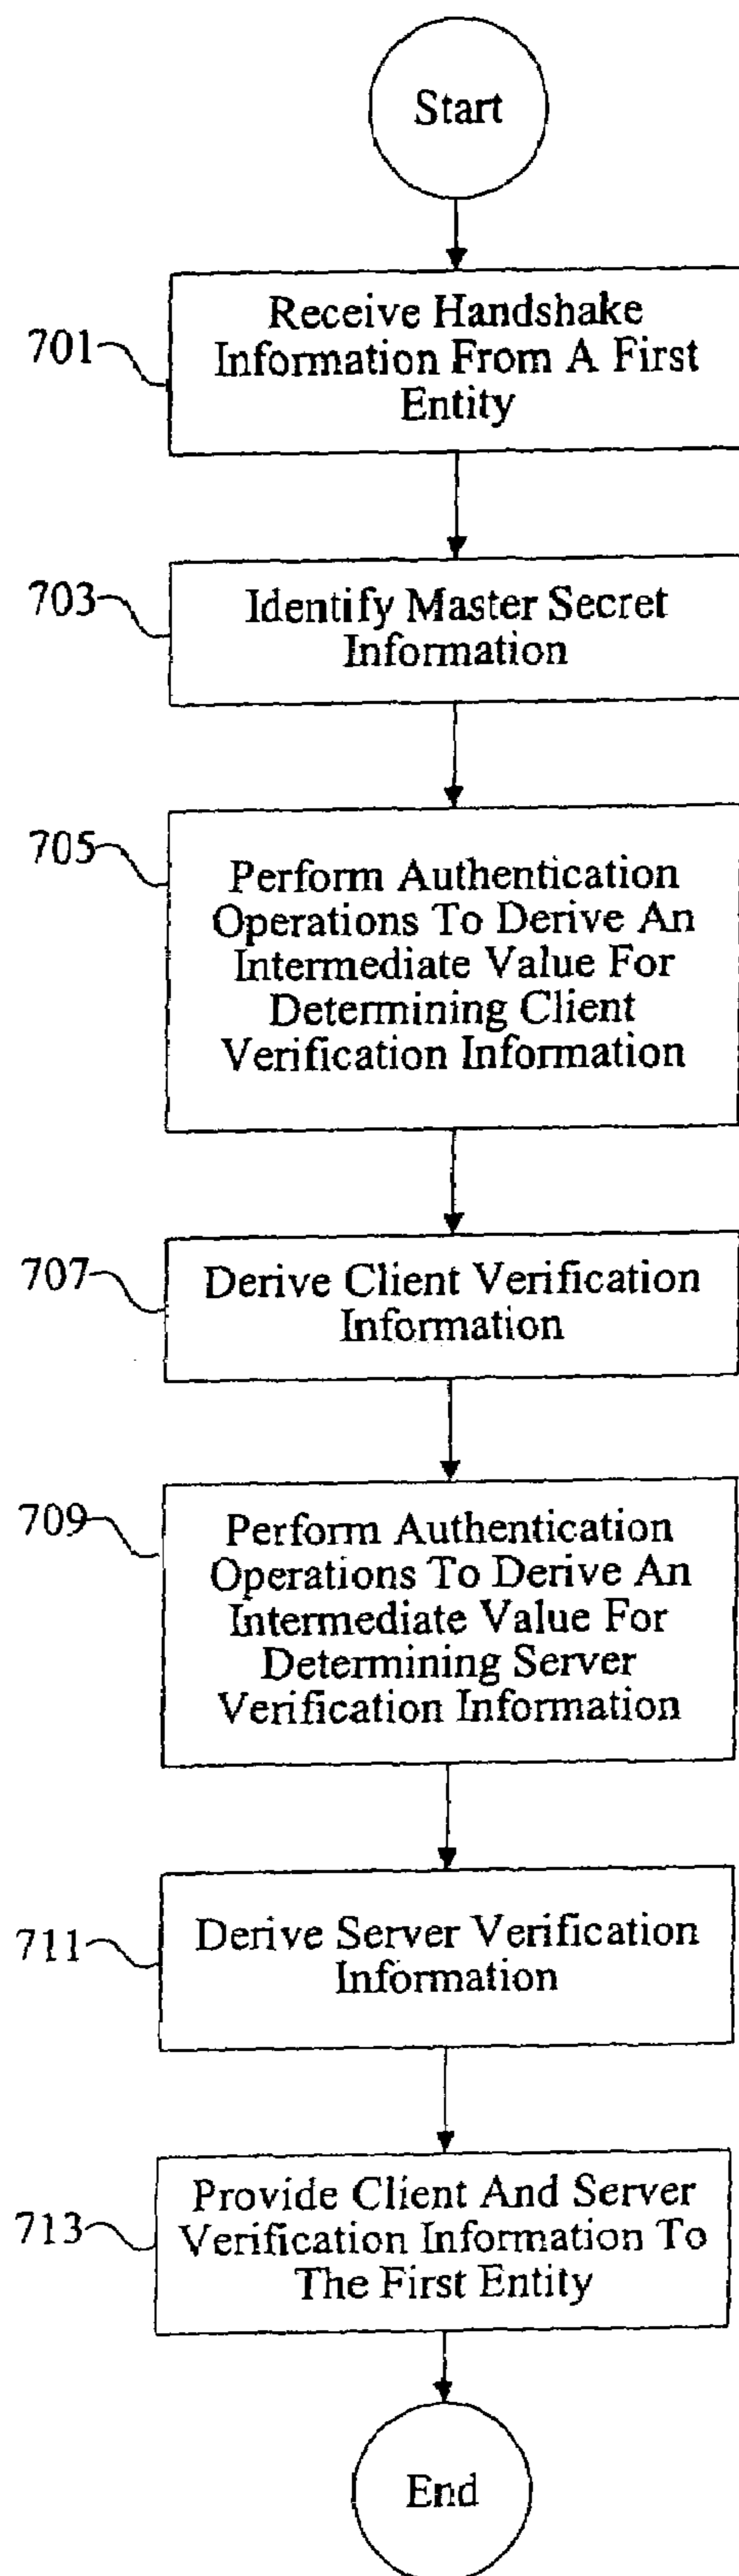 Start
701
Receive Handshake
Information From A First
Entity
703
Identify Master Secret
Information
705
Perform Authentication
Operations To Derive An
Intermediate Value For
Determining Client
Verification Information
707
Derive Client Verification
Information
709
Perform Authentication
Operations To Derive An
Intermediate Value For
Determining Server
Verification Information
711
Derive Server Verification
Information
713
Provide Client And Server
Verification Information To
The First Entity
End